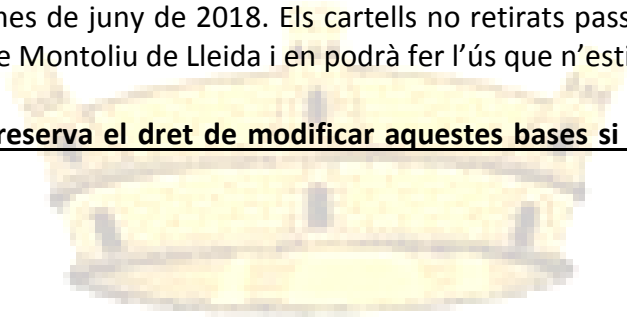 nes de juny de 2018. Els cartells no retirats pass
e Montoliu de Lleida i en podrà fer l’ús que n’esti
reserva el dret de modificar aquestes bases si